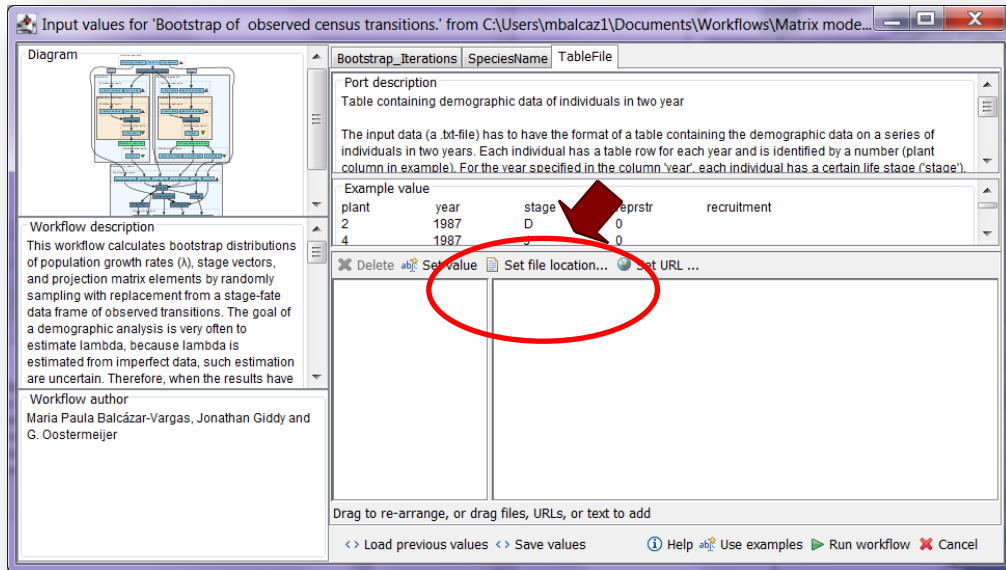 Input values for 'Bootstrap of  observed census transitions.' from C:\Users\mbalcaz1\Documents\Workflows\Matrix mode...
Diagram
Workflow description
This workflow calculates bootstrap distributions
of population growth rates (λ), stage vectors,
and projection matrix elements by randomly
sampling with replacement from a stage-fate
data frame of observed transitions. The goal of
a demographic analysis is very often to
estimate lambda, because lambda is
estimated from imperfect data, such estimation
are uncertain. Therefore, when the results have
Workflow author
Maria Paula Balcázar-Vargas, Jonathan Giddy and
G. Oostermeijer
Bootstrap_Iterations SpeciesName TableFile
Port description
Table containing demographic data of individuals in two year
The input data (a .txt-file) has to have the format of a table containing the demographic data on a series of
individuals in two years. Each individual has a table row for each year and is identified by a number (plant
column in example). For the year specified in the column 'year', each individual has a certain life stage ('stage').
Example value
plant year stage reprstr recruitment
2 1987 D 0
4 1987 J 0
Delete Set value Set file location... Set URL ...
Drag to re-arrange, or drag files, URLs, or text to add
Load previous values Save values Help Use examples Run workflow Cancel